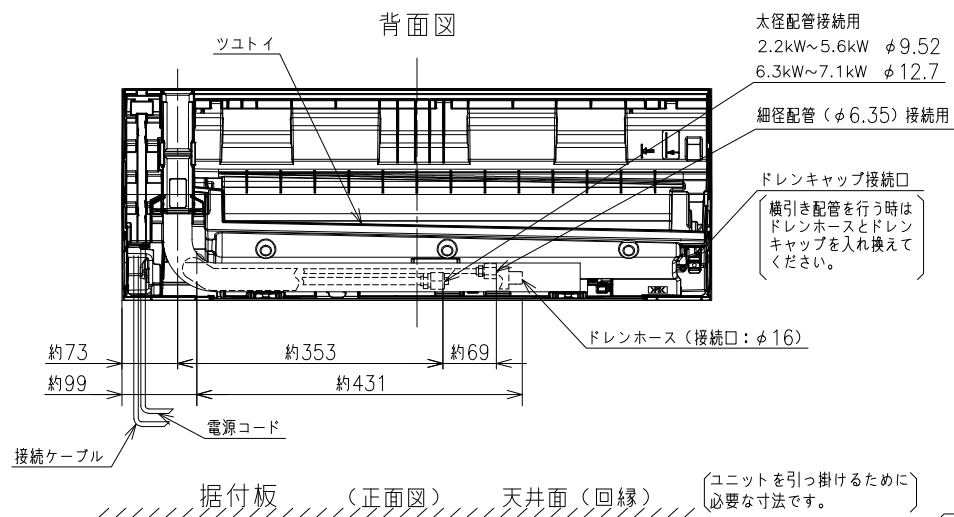 背面図
太径配管接続用
2.2kW~5.6kW φ9.52
6.3kW~7.1kW φ12.7
ツユトイ
細径配管(φ6.35)接続用
ドレンキャップ接続口
横引き配管を行う時は
ドレンホースとドレン
キャップを入れ換えて
ください。
ドレンホース(接続口:φ16)
約73
約353
約69
約99
約431
電源コード
接続ケーブル
据付板 (正面図) 天井面(回縁)
ユニットを引っ掛けるために
必要な寸法です。